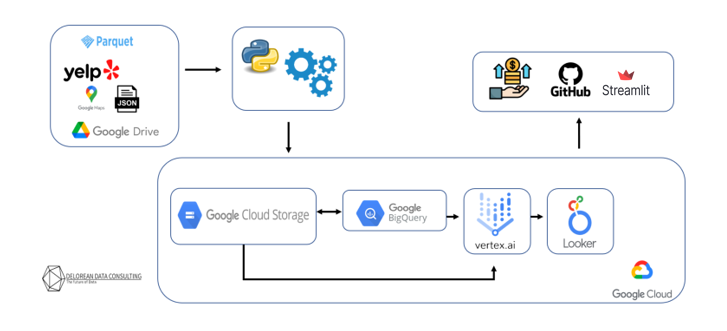 Parquet
yelp
Google Maps
JSON
Google Drive
GitHub
Streamlit
Google Cloud Storage
Google
BigQuery
vertex.ai
Looker
DELOREAN DATA CONSULTING
The Future of Data
Google Cloud